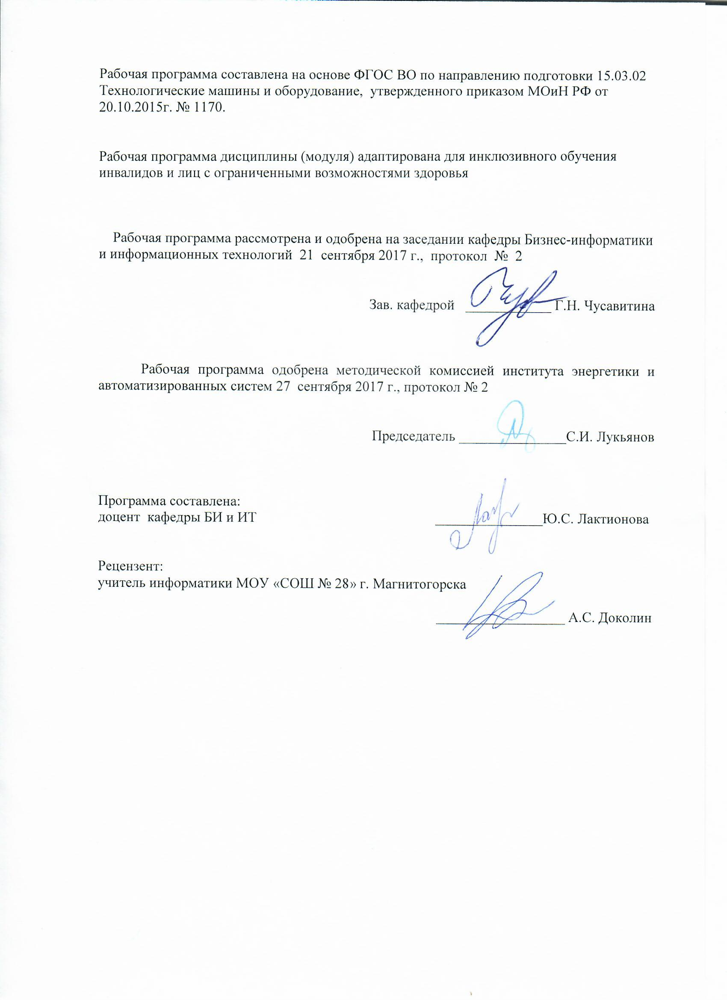 Рабочая программа составлена на основе ФГОС ВО по направлению подготовки 15.03.02
Технологические машины и оборудование, утвержденного приказом МОиН РФ от
20.10.2015г. № 1170.
Рабочая программа дисциплины (модуля) адаптирована для инклюзивного обучения
инвалидов и лиц с ограниченными возможностями здоровья
Рабочая программа рассмотрена и одобрена на заседании кафедры Бизнес-информатики
и информационных технологий 21 сентября 2017 г., протокол № 2
Зав. кафедрой ____________ Г.Н. Чусавитина
Рабочая программа одобрена методической комиссией института энергетики и
автоматизированных систем 27 сентября 2017 г., протокол № 2
Председатель _______________С.И. Лукьянов
Программа составлена:
доцент кафедры БИ и ИТ _______________Ю.С. Лактионова
Рецензент:
учитель информатики МОУ «СОШ № 28» г. Магнитогорска
__________________ А.С. Доколин